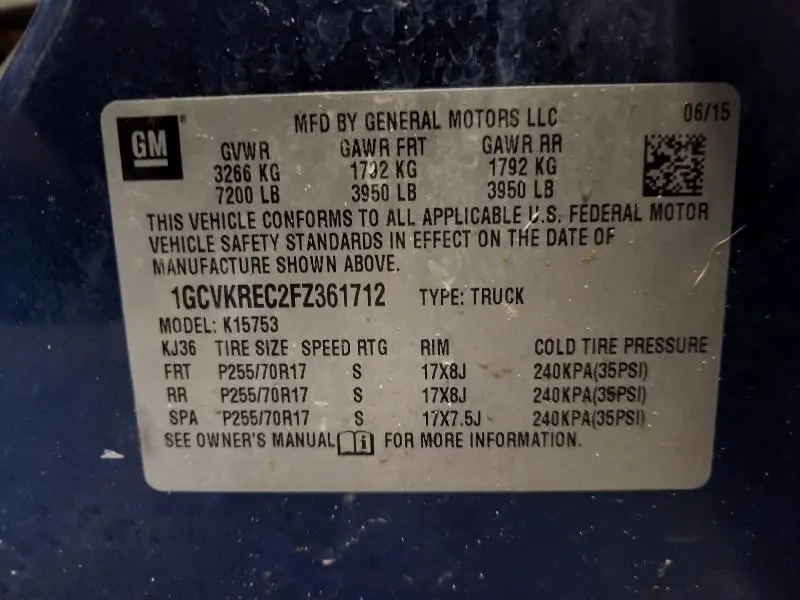 GM® MFD BY GENERAL MOTORS LLC 06/15
GVWR GAWR FRT GAWR RR
3266 KG 1792 KG 1792 KG
7200 LB 3950 LB 3950 LB
THIS VEHICLE CONFORMS TO ALL APPLICABLE U.S. FEDERAL MOTOR
VEHICLE SAFETY STANDARDS IN EFFECT ON THE DATE OF
MANUFACTURE SHOWN ABOVE.
1GCVKREC2FZ361712 TYPE: TRUCK
MODEL: K15753
KJ36 TIRE SIZE SPEED RTG RIM COLD TIRE PRESSURE
FRT P255/70R17 S 17X8J 240KPA(35PSI)
RR P255/70R17 S 17X8J 240KPA(35PSI)
SPA P255/70R17 S 17X7.5J 240KPA(35PSI)
SEE OWNER'S MANUAL FOR MORE INFORMATION.